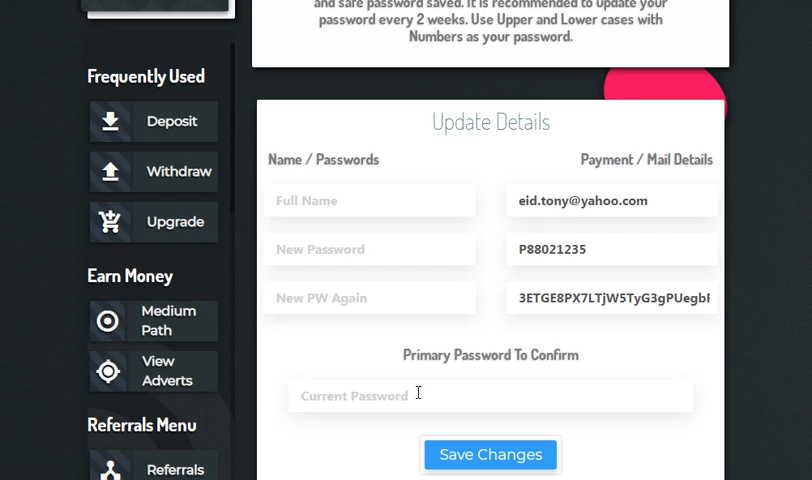 and safe password saved. It is recommended to update your
password every 2 weeks. Use Upper and Lower cases with
Numbers as your password.
Frequently Used
Deposit
Withdraw
Upgrade
Earn Money
Medium
Path
View
Adverts
Referrals Menu
Referrals
Update Details
Name / Passwords
Payment / Mail Details
Full Name
eid.tony@yahoo.com
New Password
P88021235
New PW Again
3ETGE8PX7LTjW5TyG3gPUegbF
Primary Password To Confirm
Current Password
Save Changes